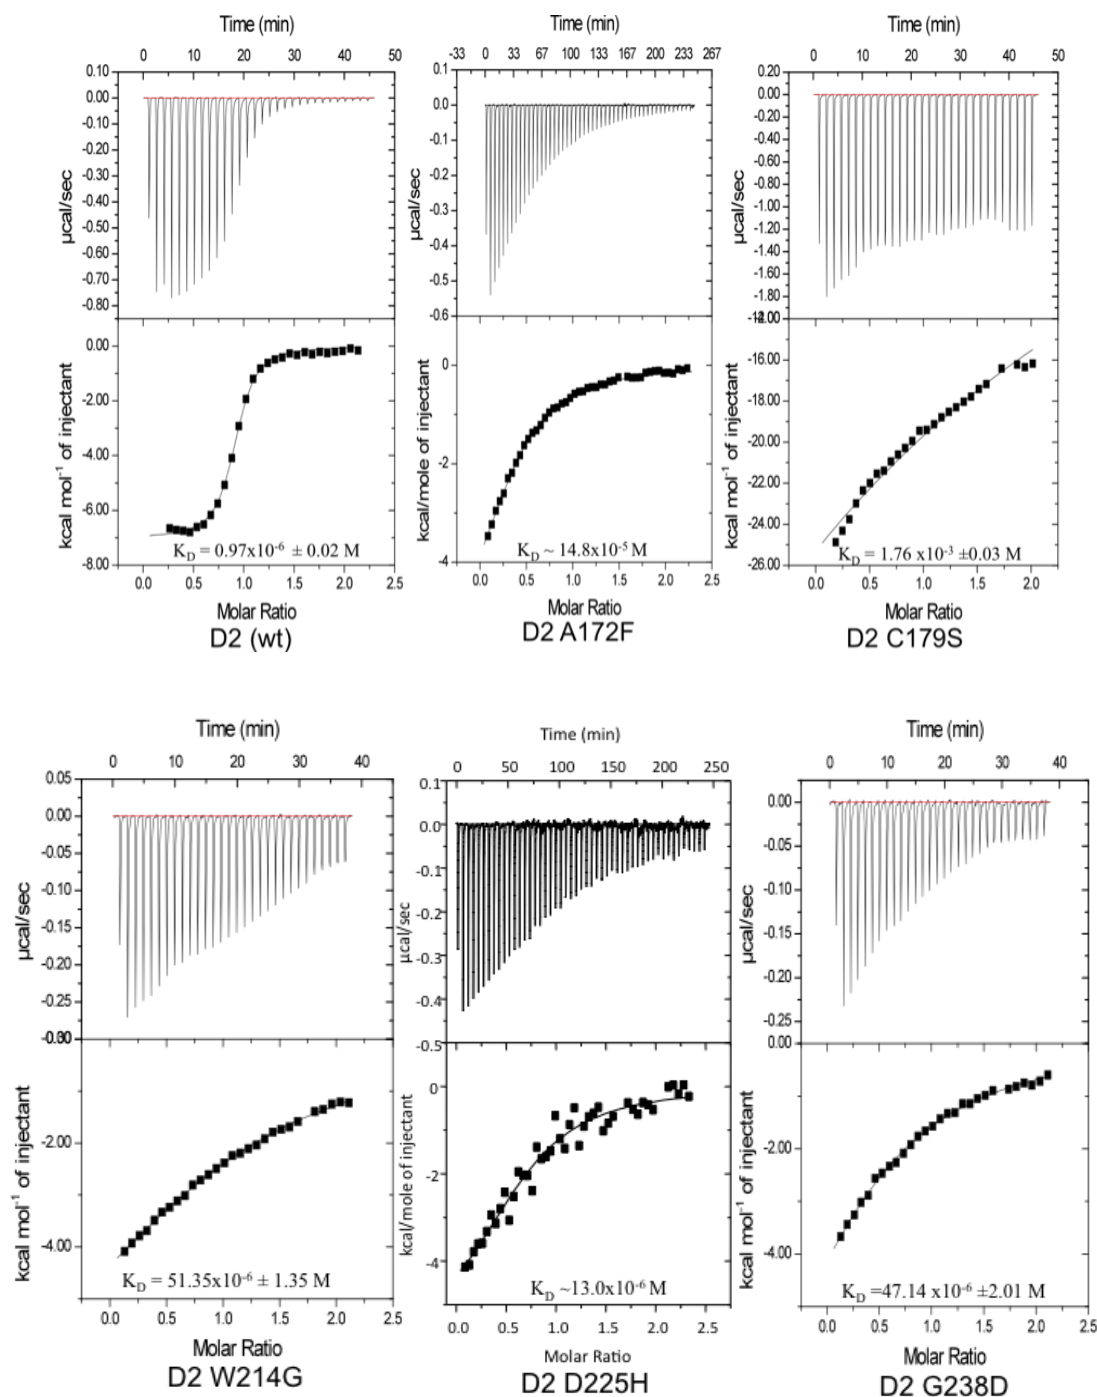 Time (min)
0 10 20 30 40 50
0.10
0.00
-0.10
-0.20
-0.30
-0.40
-0.50
-0.60
-0.70
-0.80
µcal/sec
0.00
-2.00
-4.00
-6.00
-8.00
kcal mol⁻¹ of injectant
K_D = 0.97x10⁻⁶ ± 0.02 M
0.0 0.5 1.0 1.5 2.0
Molar Ratio
D2 (wt)
Time (min)
-33 0 33 67 100 133 167 200 233 267
0.1
0.0
-0.1
-0.2
-0.3
-0.4
-0.5
-0.6
µcal/sec
0
-2
-4
kcal/mole of injectant
K_D ~ 14.8x10⁻⁵ M
0.0 0.5 1.0 1.5 2.0 2.5
Molar Ratio
D2 A172F
Time (min)
0 10 20 30 40 50
0.20
0.00
-0.20
-0.40
-0.60
-0.80
-1.00
-1.20
-1.40
-1.60
-1.80
µcal/sec
-16.00
-18.00
-20.00
-22.00
-24.00
-26.00
kcal mol⁻¹ of injectant
K_D = 1.76 x10⁻³ ±0.03 M
0.0 0.5 1.0 1.5 2.0
Molar Ratio
D2 C179S
Time (min)
0 10 20 30 40
0.05
0.00
-0.05
-0.10
-0.15
-0.20
-0.25
µcal/sec
-2.00
-4.00
kcal mol⁻¹ of injectant
K_D = 51.35x10⁻⁶ ± 1.35 M
0.0 0.5 1.0 1.5 2.0 2.5
Molar Ratio
D2 W214G
Time (min)
0 50 100 150 200 250
0.1
0.0
-0.1
-0.2
-0.3
-0.4
-0.5
µcal/sec
0
-2
-4
kcal/mole of injectant
K_D ~13.0x10⁻⁶ M
0.0 0.5 1.0 1.5 2.0 2.5
Molar Ratio
D2 D225H
Time (min)
0 10 20 30 40
0.00
-0.05
-0.10
-0.15
-0.20
-0.25
0.00
µcal/sec
-2.00
-4.00
kcal mol⁻¹ of injectant
K_D =47.14 x10⁻⁶ ±2.01 M
0.0 0.5 1.0 1.5 2.0 2.5
Molar Ratio
D2 G238D